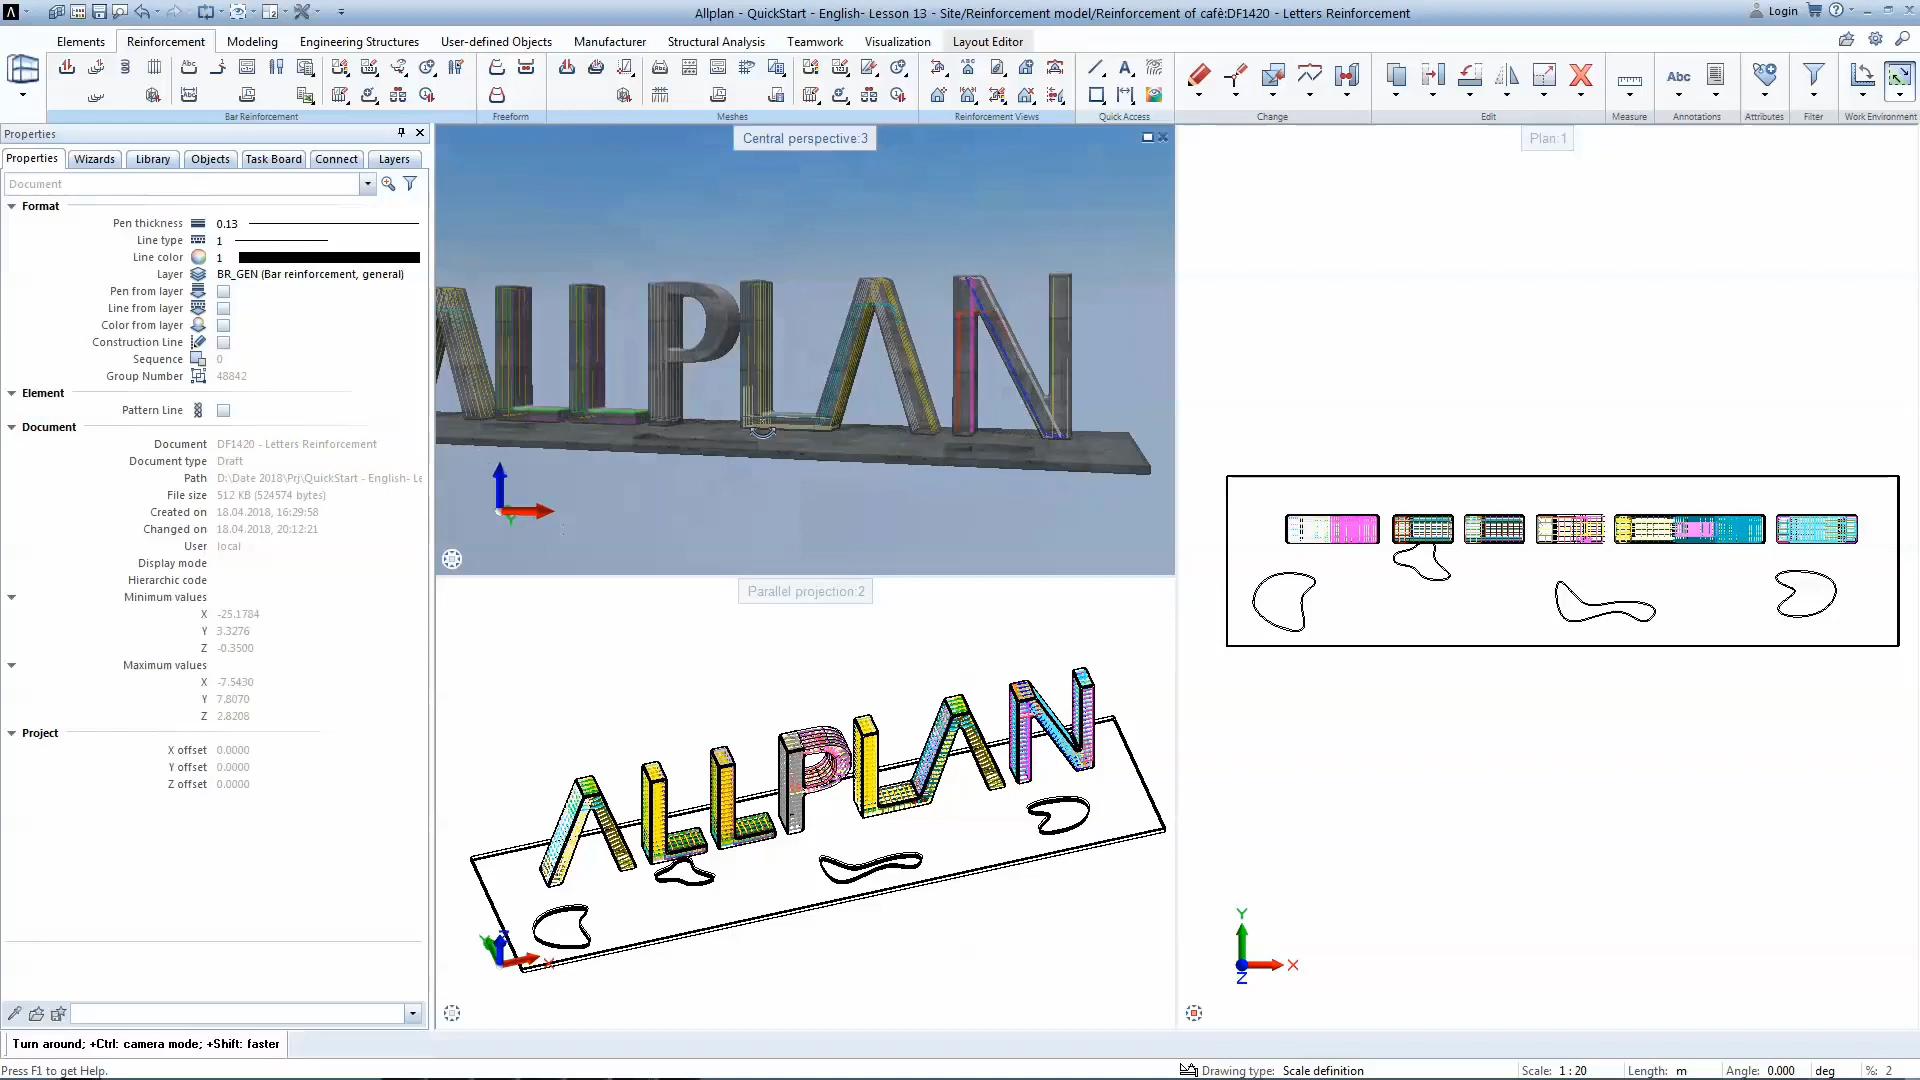 Allplan - QuickStart - English- Lesson 13 - Site/Reinforcement model/Reinforcement of cafè:DF1420 - Letters Reinforcement
Login
Elements Reinforcement Modeling Engineering Structures User-defined Objects Manufacturer Structural Analysis Teamwork Visualization Layout Editor
Bar Reinforcement Freeform Meshes Reinforcement Views Quick Access Change Edit Measure Annotations Attributes Filter Work Environment
Properties
Properties Wizards Library Objects Task Board Connect Layers
Document
Format
Pen thickness 0.13
Line type 1
Line color 1
Layer BR_GEN (Bar reinforcement, general)
Pen from layer
Line from layer
Color from layer
Construction Line
Sequence 0
Group Number 48842
Element
Pattern Line
Document
Document DF1420 - Letters Reinforcement
Document type Draft
Path D:\Date 2018\Prj\QuickStart - English- Le
File size 512 KB (524574 bytes)
Created on 18.04.2018, 16:29:58
Changed on 18.04.2018, 20:12:21
User local
Display mode
Hierarchic code
Minimum values
X -25.1784
Y 3.3276
Z -0.3500
Maximum values
X -7.5430
Y 7.8070
Z 2.8208
Project
X offset 0.0000
Y offset 0.0000
Z offset 0.0000
Central perspective:3
ALLPLAN
Parallel projection:2
ALLPLAN
X
Plan:1
Y
X
Z
Turn around; +Ctrl: camera mode; +Shift: faster
Press F1 to get Help.
Drawing type: Scale definition Scale: 1 : 20 Length: m Angle: 0.000 deg %: 2